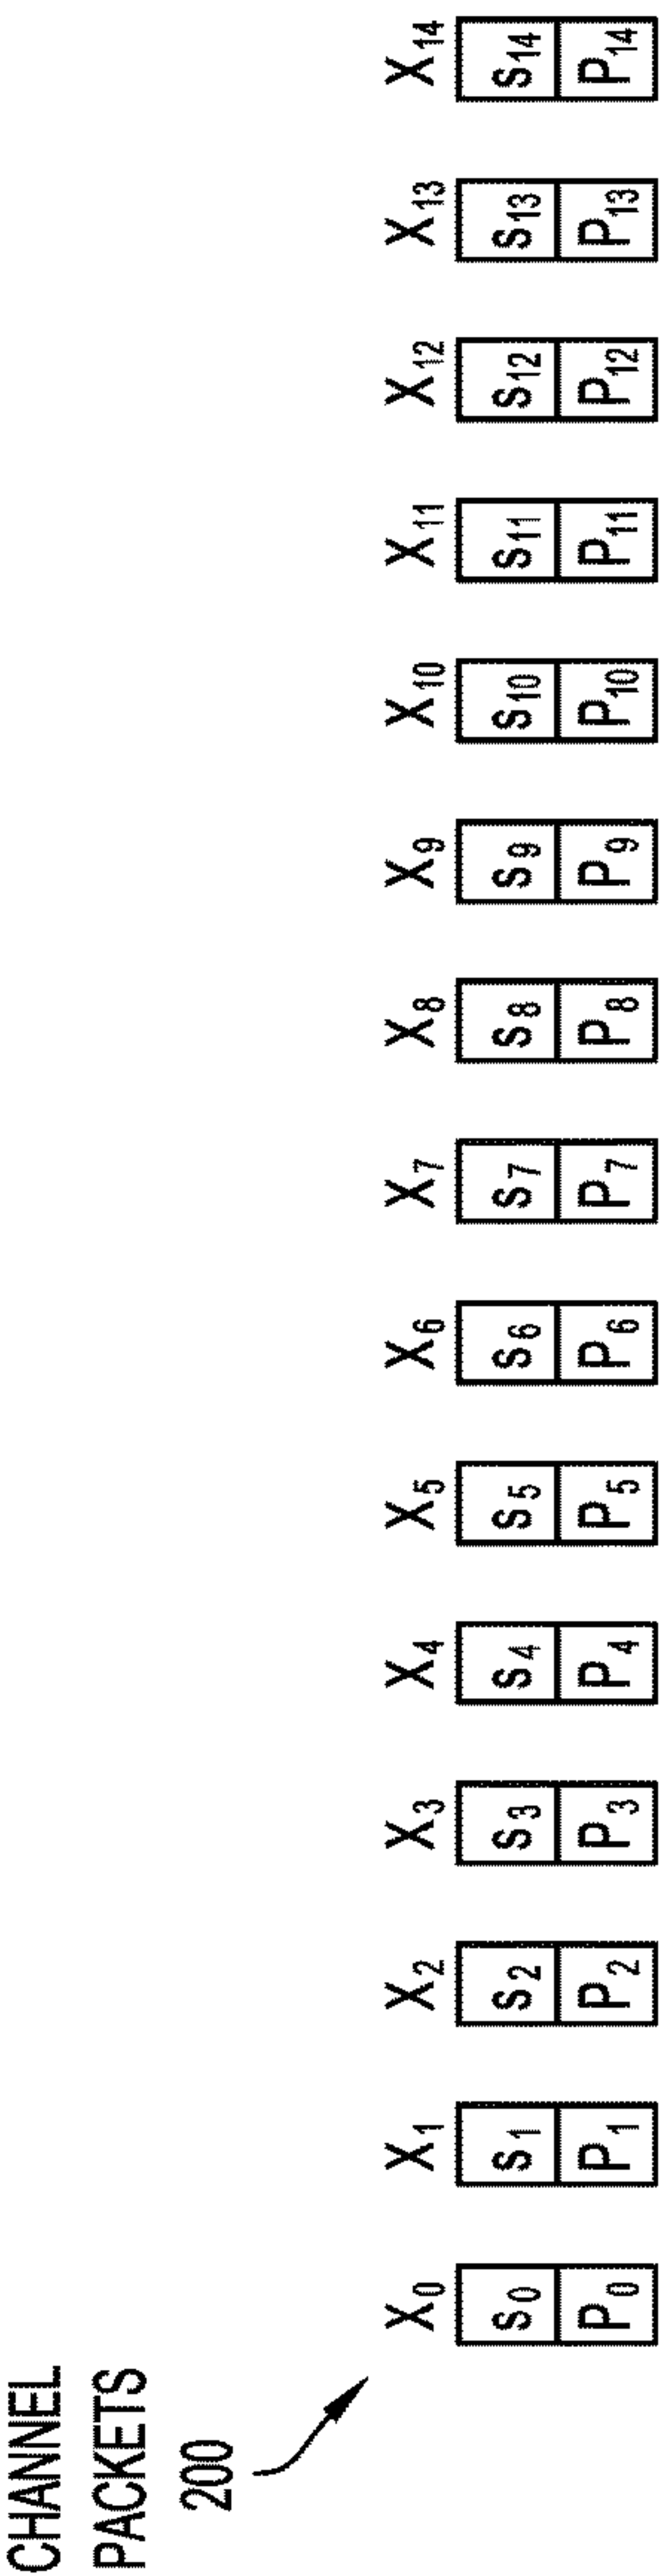 CHANNEL
PACKETS
200
X₀ X₁ X₂ X₃ X₄ X₅ X₆ X₇ X₈ X₉ X₁₀ X₁₁ X₁₂ X₁₃ X₁₄
s₀ s₁ s₂ s₃ s₄ s₅ s₆ s₇ s₈ s₉ s₁₀ s₁₁ s₁₂ s₁₃ s₁₄
P₀ P₁ P₂ P₃ P₄ P₅ P₆ P₇ P₈ P₉ P₁₀ P₁₁ P₁₂ P₁₃ P₁₄